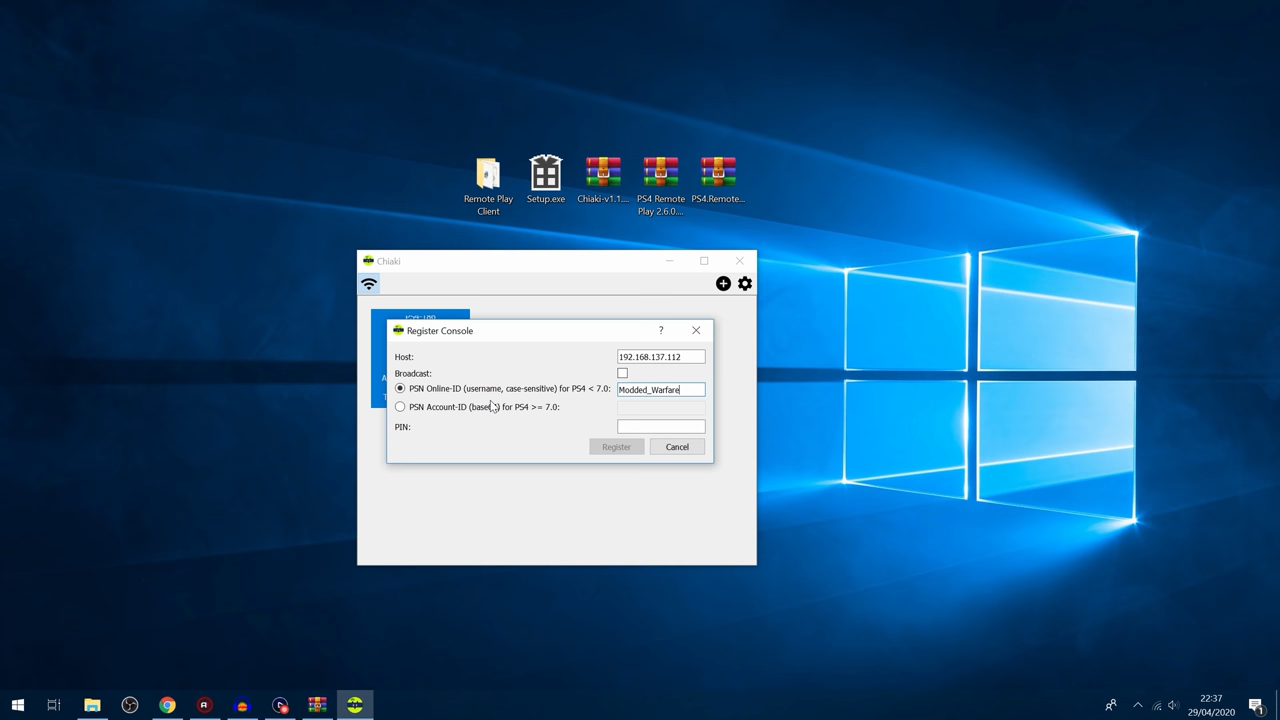 Remote Play
Client
Setup.exe
Chiaki-v1.1....
PS4 Remote
Play 2.6.0....
PS4.Remote...
Chiaki
Register Console
?
Host:
192.168.137.112
Broadcast:
PSN Online-ID (username, case-sensitive) for PS4 < 7.0:
Modded_Warfare
PSN Account-ID ) for PS4 >= 7.0:
PIN:
Register
Cancel
22:37
29/04/2020
1